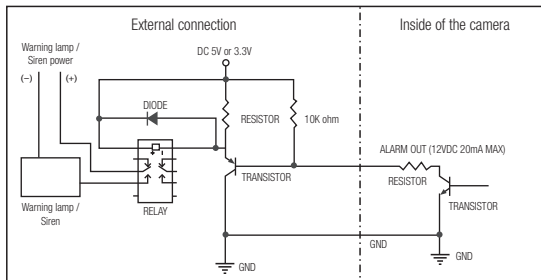 External connection
Inside of the camera
Warning lamp /
Siren power
(−)
(+)
DC 5V or 3.3V
DIODE
RESISTOR
10K ohm
ALARM OUT (12VDC 20mA MAX)
RESISTOR
TRANSISTOR
TRANSISTOR
Warning lamp /
Siren
RELAY
GND
GND
GND